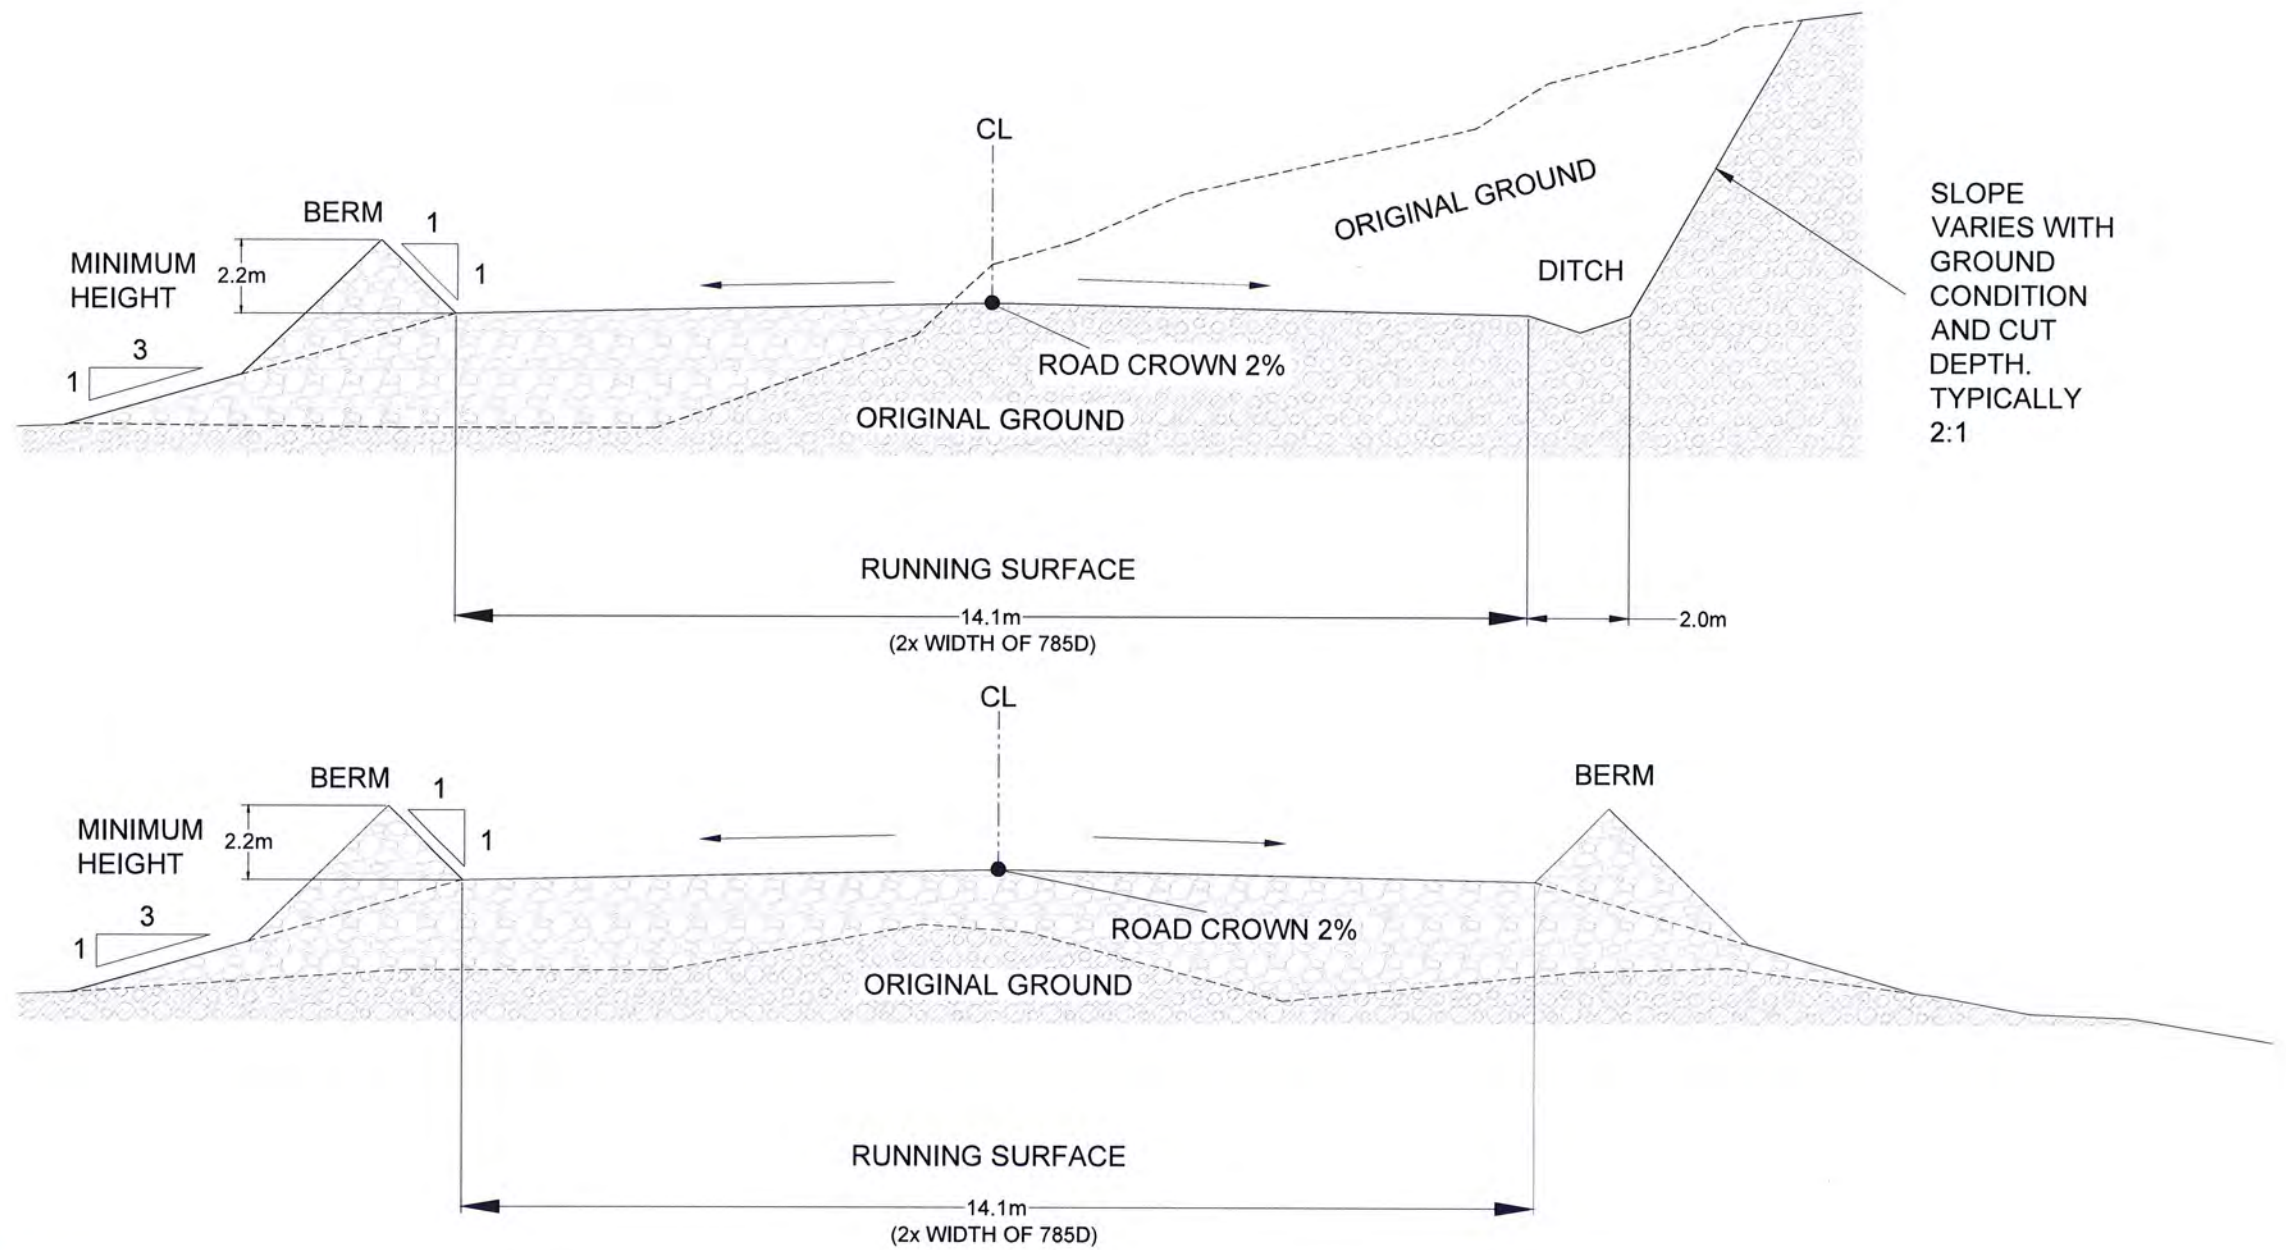 CL
BERM
1
1
MINIMUM
HEIGHT
2.2m
3
1
ORIGINAL GROUND
DITCH
SLOPE
VARIES WITH
GROUND
CONDITION
AND CUT
DEPTH.
TYPICALLY
2:1
ROAD CROWN 2%
ORIGINAL GROUND
RUNNING SURFACE
14.1m
(2x WIDTH OF 785D)
2.0m
CL
BERM
1
1
MINIMUM
HEIGHT
2.2m
3
1
BERM
ROAD CROWN 2%
ORIGINAL GROUND
RUNNING SURFACE
14.1m
(2x WIDTH OF 785D)